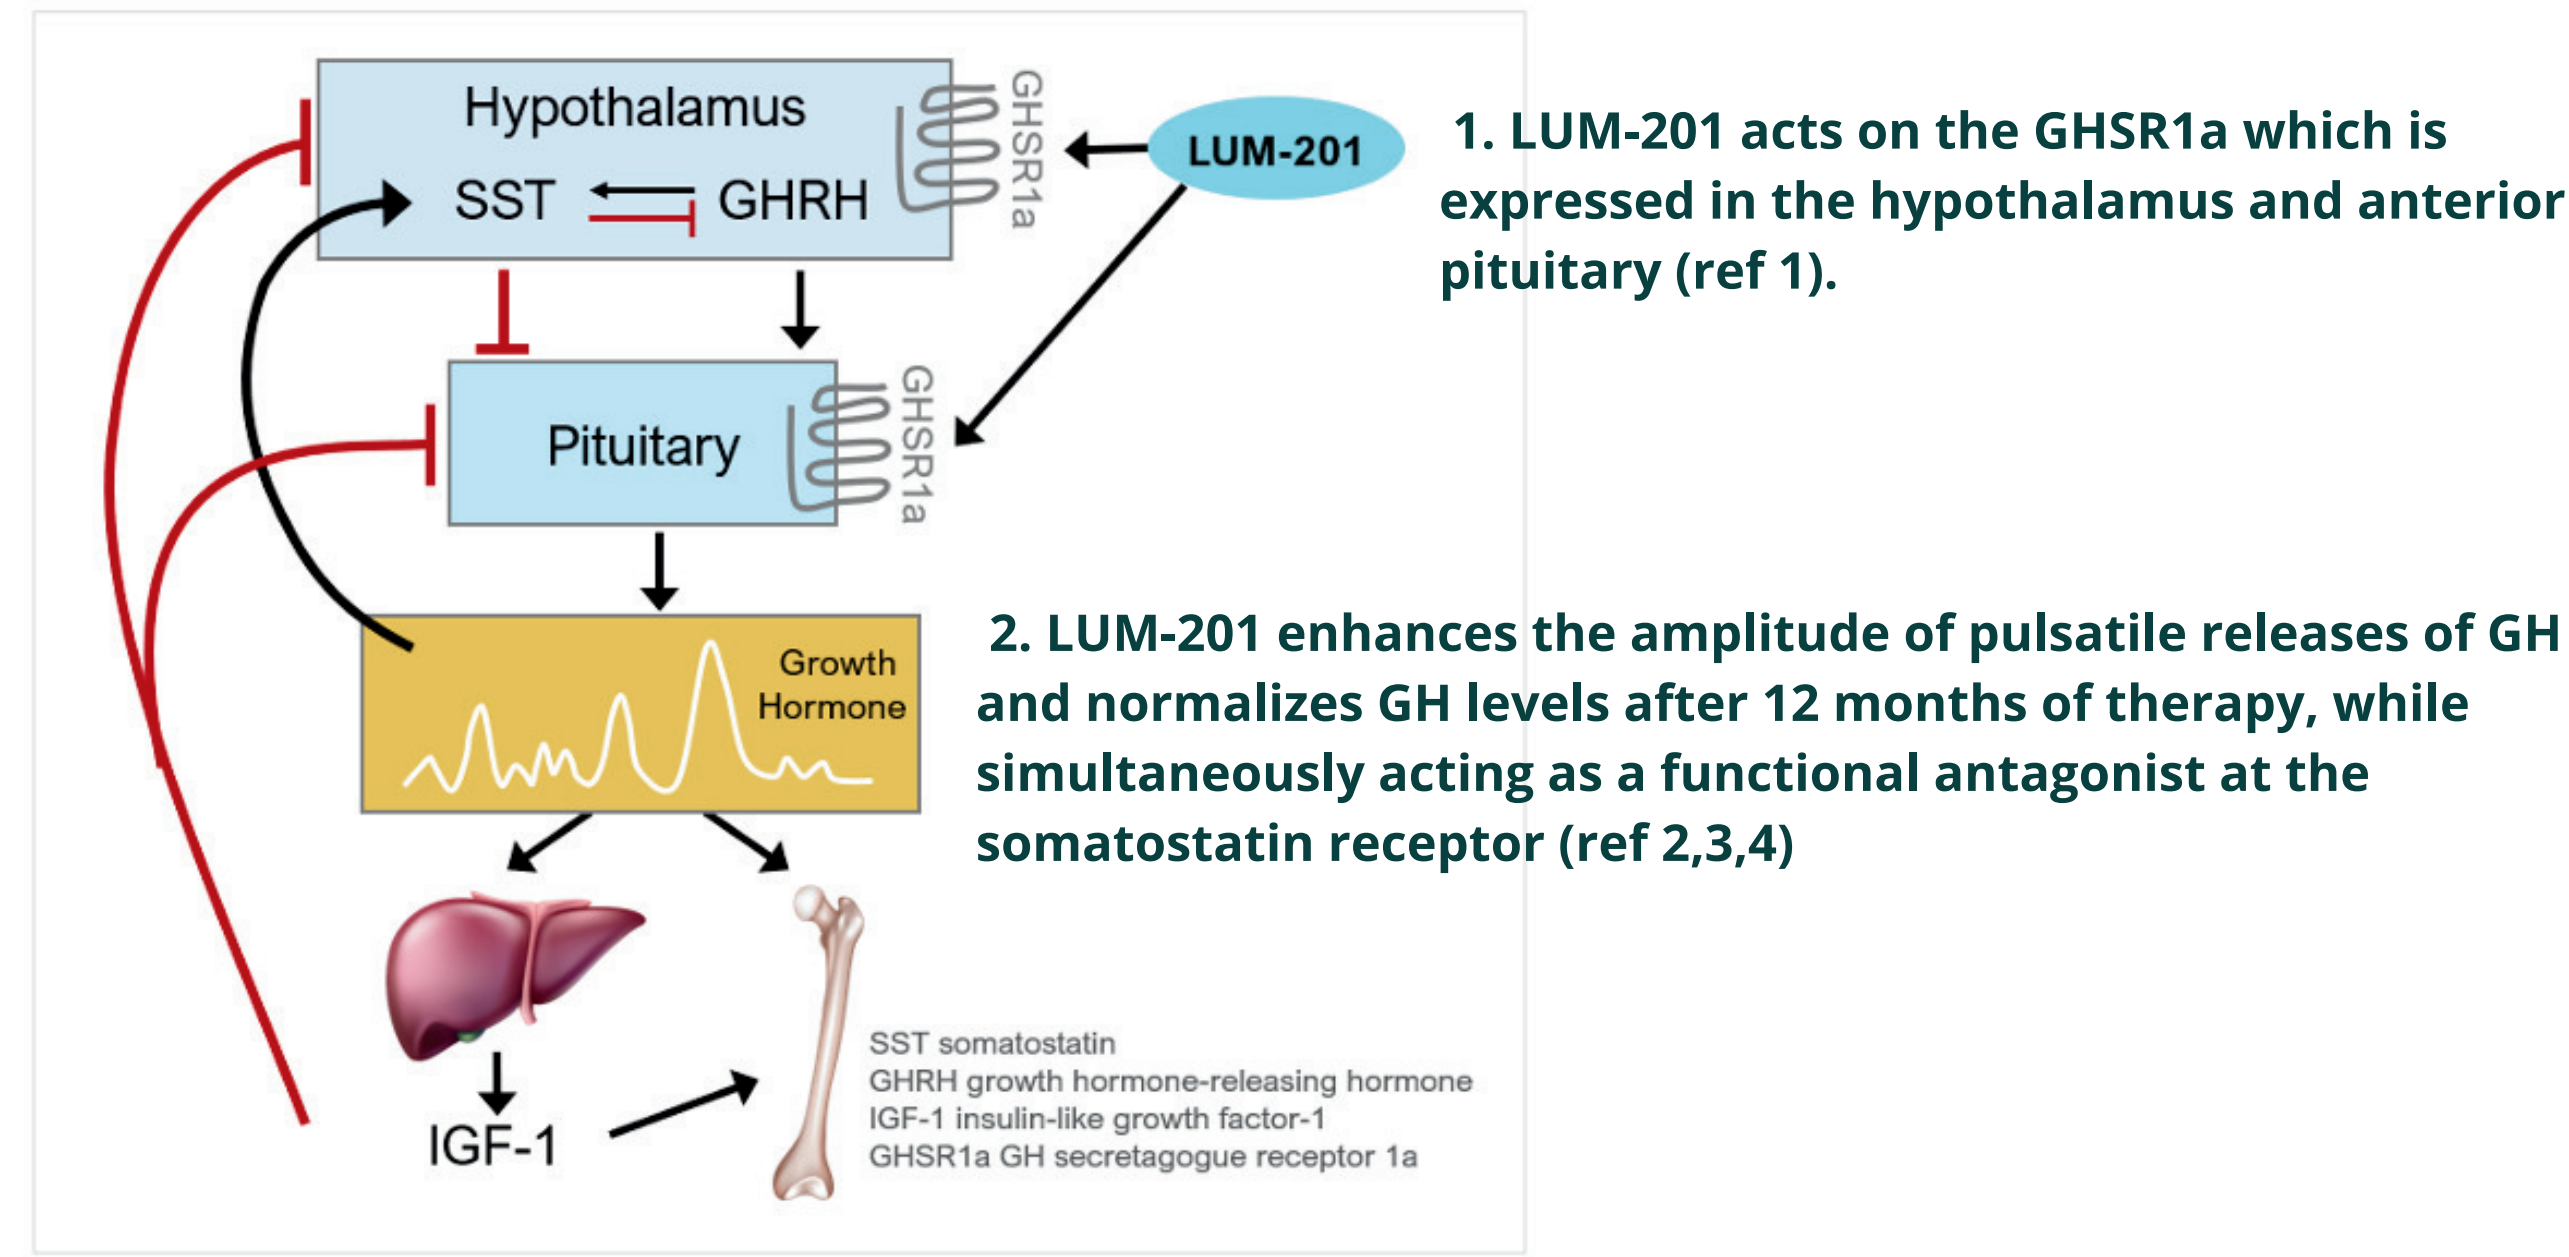 Hypothalamus
GHSR1a
SST
GHRH
LUM-201
1. LUM-201 acts on the GHSR1a which is
expressed in the hypothalamus and anterior
pituitary (ref 1).
Pituitary
GHSR1a
Growth
Hormone
2. LUM-201 enhances the amplitude of pulsatile releases of GH
and normalizes GH levels after 12 months of therapy, while
simultaneously acting as a functional antagonist at the
somatostatin receptor (ref 2,3,4)
IGF-1
SST somatostatin
GHRH growth hormone-releasing hormone
IGF-1 insulin-like growth factor-1
GHSR1a GH secretagogue receptor 1a